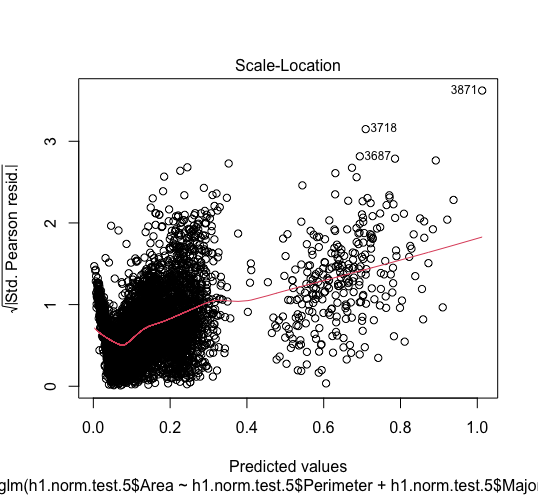 Scale-Location
√|Std. Pearson resid.|
3871
3718
3687
3
2
1
0
0.0 0.2 0.4 0.6 0.8 1.0
Predicted values
glm(h1.norm.test.5$Area ~ h1.norm.test.5$Perimeter + h1.norm.test.5$Major